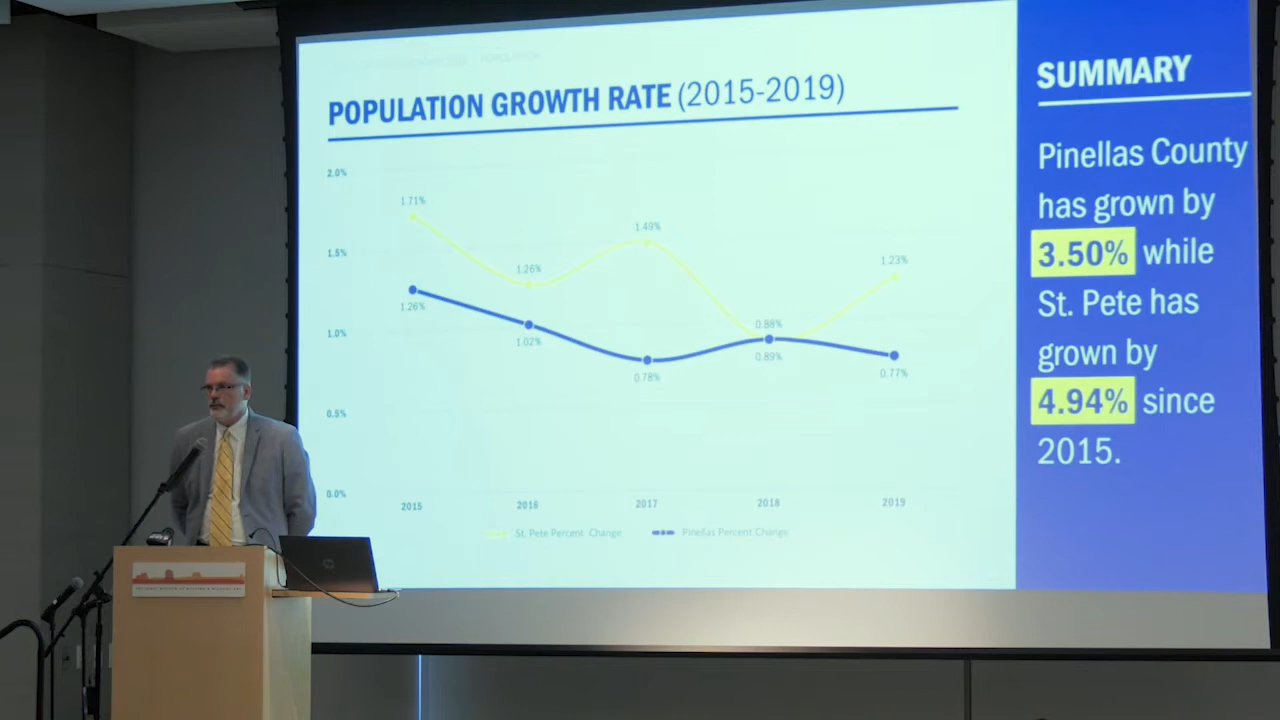 POPULATION GROWTH RATE (2015-2019)
2.0%
1.5%
1.0%
0.5%
0.0%
1.71%
1.26%
1.49%
0.88%
1.23%
1.26%
1.02%
0.78%
0.89%
0.77%
2015
2016
2017
2018
2019
St. Pete Percent Change
Pinellas Percent Change
SUMMARY
Pinellas County
has grown by
3.50% while
St. Pete has
grown by
4.94% since
2015.
hp